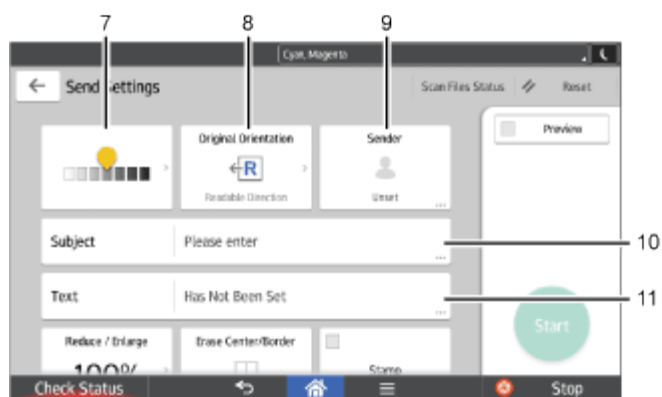 7 8 9
Cyan, Magenta
Send Settings Scan Files Status Reset
Original Orientation Sender Preview
R
Readable Direction Unset
Subject Please enter 10
Text Has Not Been Set 11
Start
Reduce / Enlarge Erase Center/Border
100% Stamp
Check Status Stop